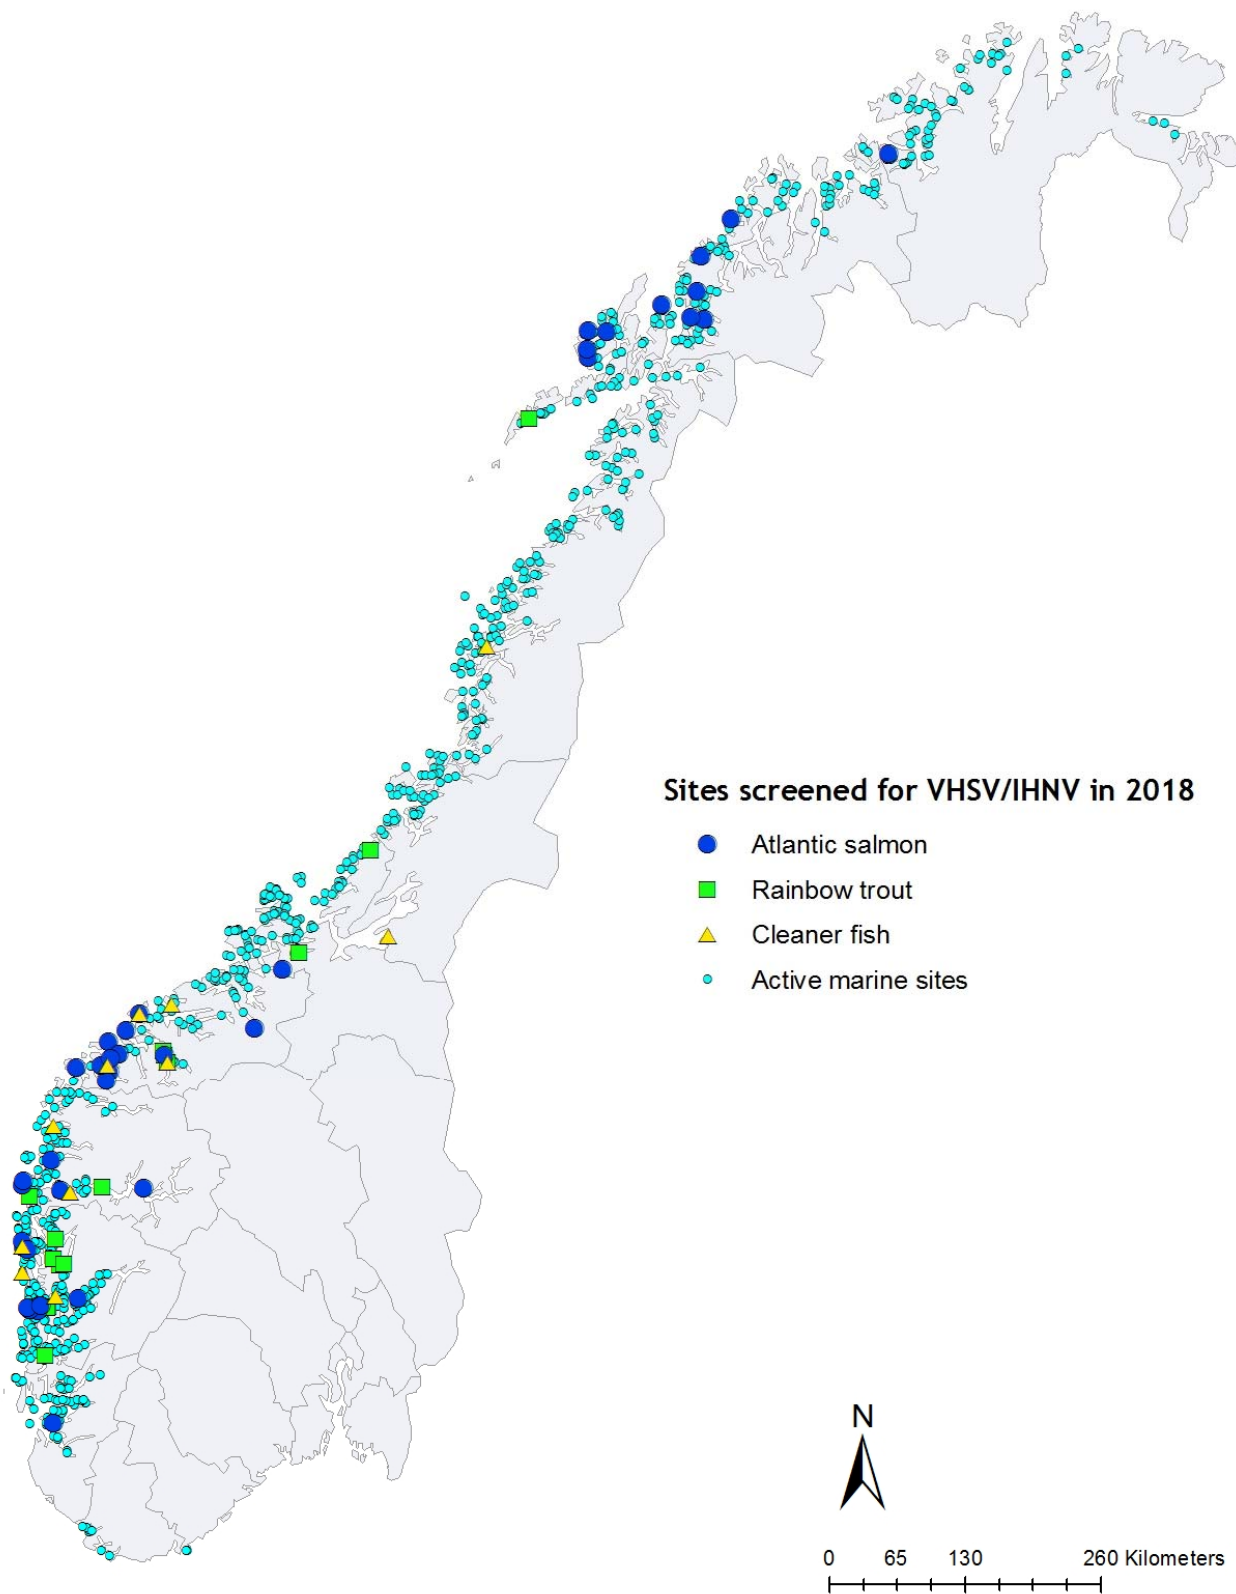 Sites screened for VHSV/IHNV in 2018
Atlantic salmon
Rainbow trout
Cleaner fish
Active marine sites
N
0 65 130 260 Kilometers